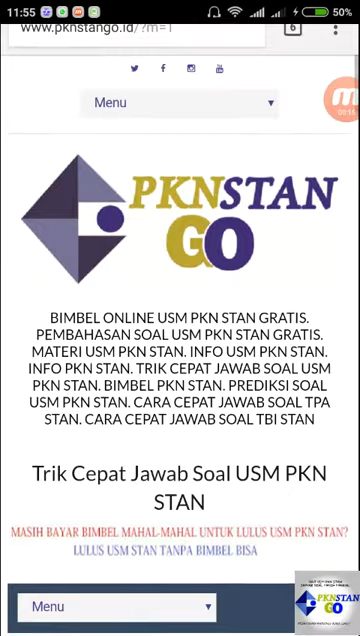 11:55
50%
www.pknstango.id/?m=1
6
Menu
00:55
PKNSTAN
GO
BIMBEL ONLINE USM PKN STAN GRATIS.
PEMBAHASAN SOAL USM PKN STAN GRATIS.
MATERI USM PKN STAN. INFO USM PKN STAN.
INFO PKN STAN. TRIK CEPAT JAWAB SOAL USM
PKN STAN. BIMBEL PKN STAN. PREDIKSI SOAL
USM PKN STAN. CARA CEPAT JAWAB SOAL TPA
STAN. CARA CEPAT JAWAB SOAL TBI STAN
Trik Cepat Jawab Soal USM PKN
STAN
MASIH BAYAR BIMBEL MAHAL-MAHAL UNTUK LULUS USM PKN STAN?
LULUS USM STAN TANPA BIMBEL BISA
Menu
PKNSTAN
GO